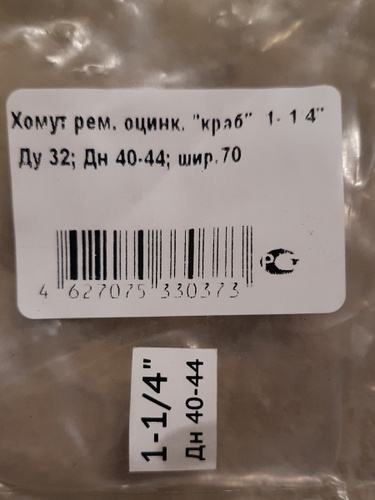 Хомут рем. оцинк. "краб" 1- 1 4"
Ду 32; Дн 40-44; шир.70
4 627075 330373
РСТ
1-1/4"
Дн 40-44